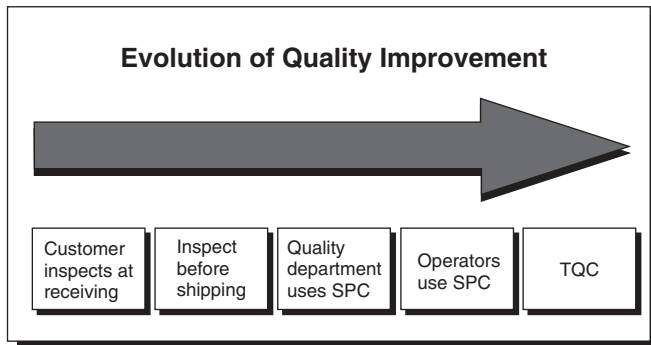 Evolution of Quality Improvement
Customer
inspects at
receiving
Inspect
before
shipping
Quality
department
uses SPC
Operators
use SPC
TQC